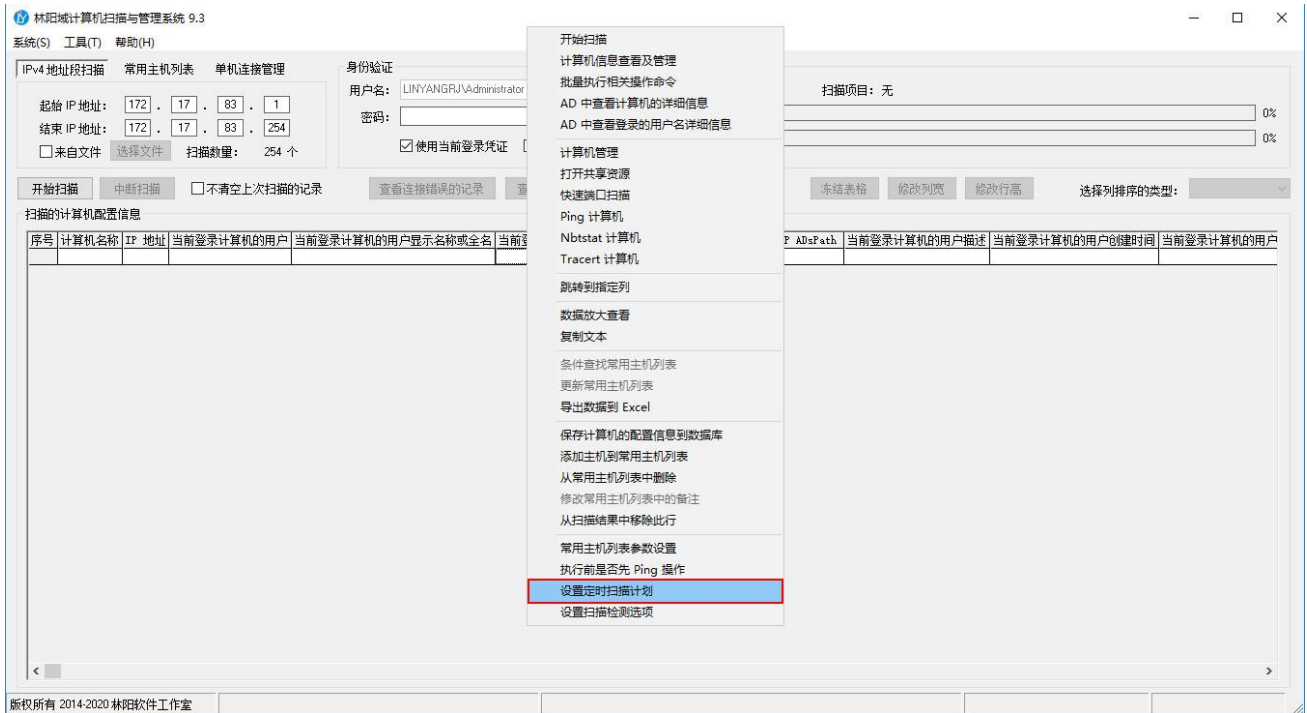 林阳域计算机扫描与管理系统 9.3
系统(S) 工具(T) 帮助(H)
IPv4 地址段扫描 常用主机列表 单机连接管理
起始 IP 地址: 172 . 17 . 83 . 1
结束 IP 地址: 172 . 17 . 83 . 254
来自文件 选择文件 扫描数量: 254 个
身份验证
用户名: LINYANGRJ\Administrator
密码:
使用当前登录凭证
扫描项目: 无
0%
0%
开始扫描 中断扫描 不清空上次扫描的记录 查看连接错误的记录 查 冻结表格 修改列宽 修改行高 选择列排序的类型:
扫描的计算机配置信息
序号 计算机名称 IP 地址 当前登录计算机的用户 当前登录计算机的用户显示名称或全名 当前登 P ADsPath 当前登录计算机的用户描述 当前登录计算机的用户创建时间 当前登录计算机的用户
开始扫描
计算机信息查看及管理
批量执行相关操作命令
AD 中查看计算机的详细信息
AD 中查看登录的用户名详细信息
计算机管理
打开共享资源
快速端口扫描
Ping 计算机
Nbtstat 计算机
Tracert 计算机
跳转到指定列
数据放大查看
复制文本
条件查找常用主机列表
更新常用主机列表
导出数据到 Excel
保存计算机的配置信息到数据库
添加主机到常用主机列表
从常用主机列表中删除
修改常用主机列表中的备注
从扫描结果中移除此行
常用主机列表参数设置
执行前是否先 Ping 操作
设置定时扫描计划
设置扫描检测选项
版权所有 2014-2020 林阳软件工作室